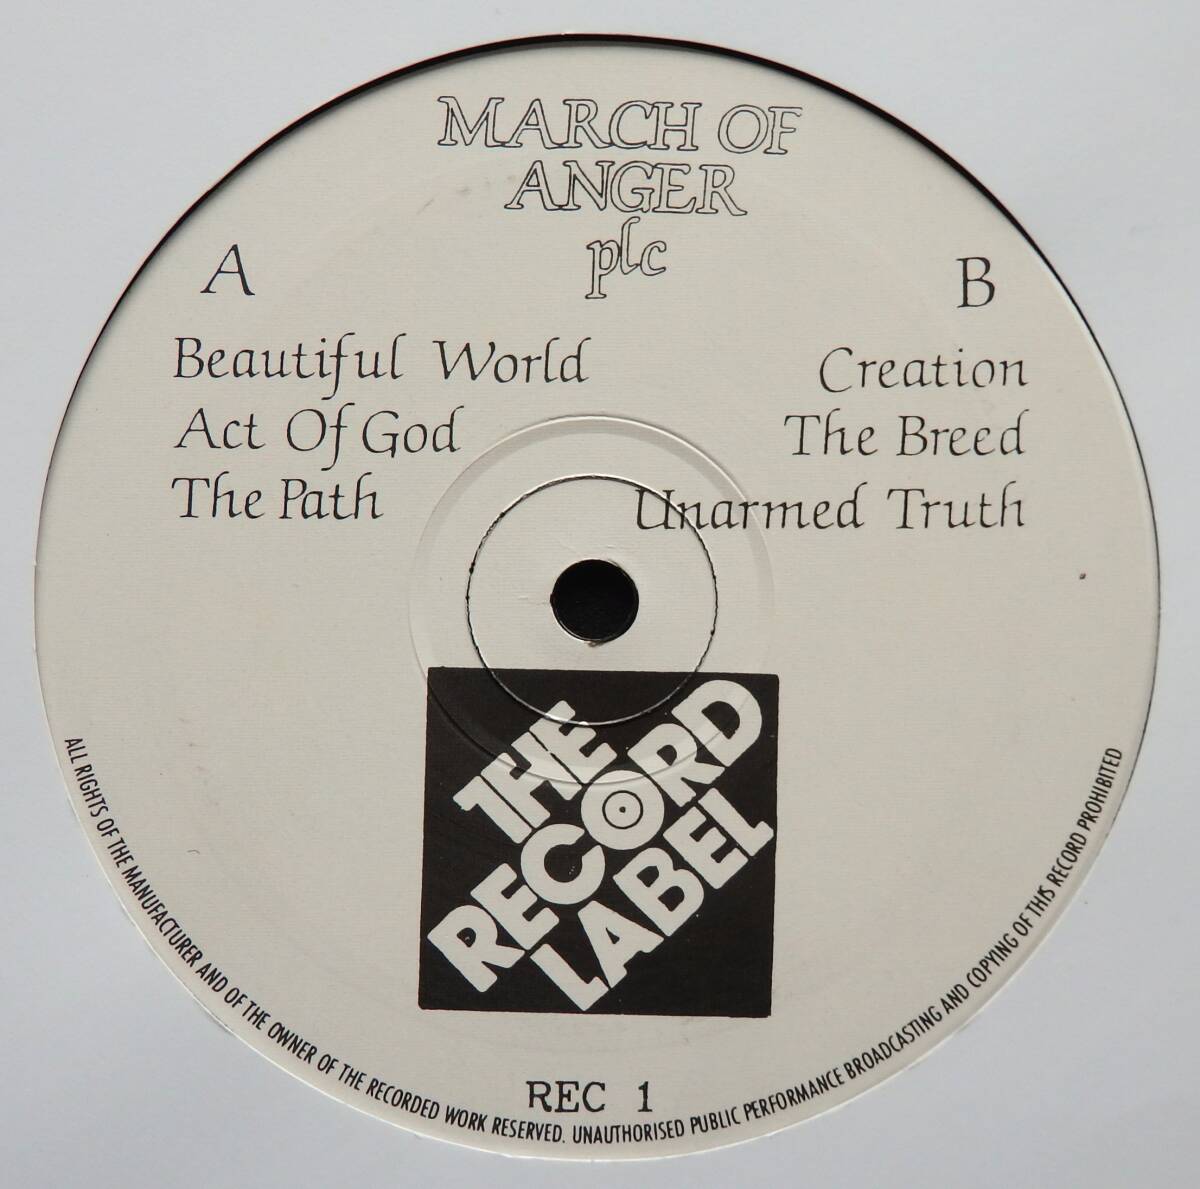 MARCH OF
ANGER
plc
A
Beautiful World
Act Of God
The Path
B
Creation
The Breed
Unarmed Truth
THE
RECORD
LABEL
REC 1
ALL RIGHTS OF THE MANUFACTURER AND OF THE OWNER OF THE RECORDED WORK RESERVED. UNAUTHORISED PUBLIC PERFORMANCE BROADCASTING AND COPYING OF THIS RECORD PROHIBITED